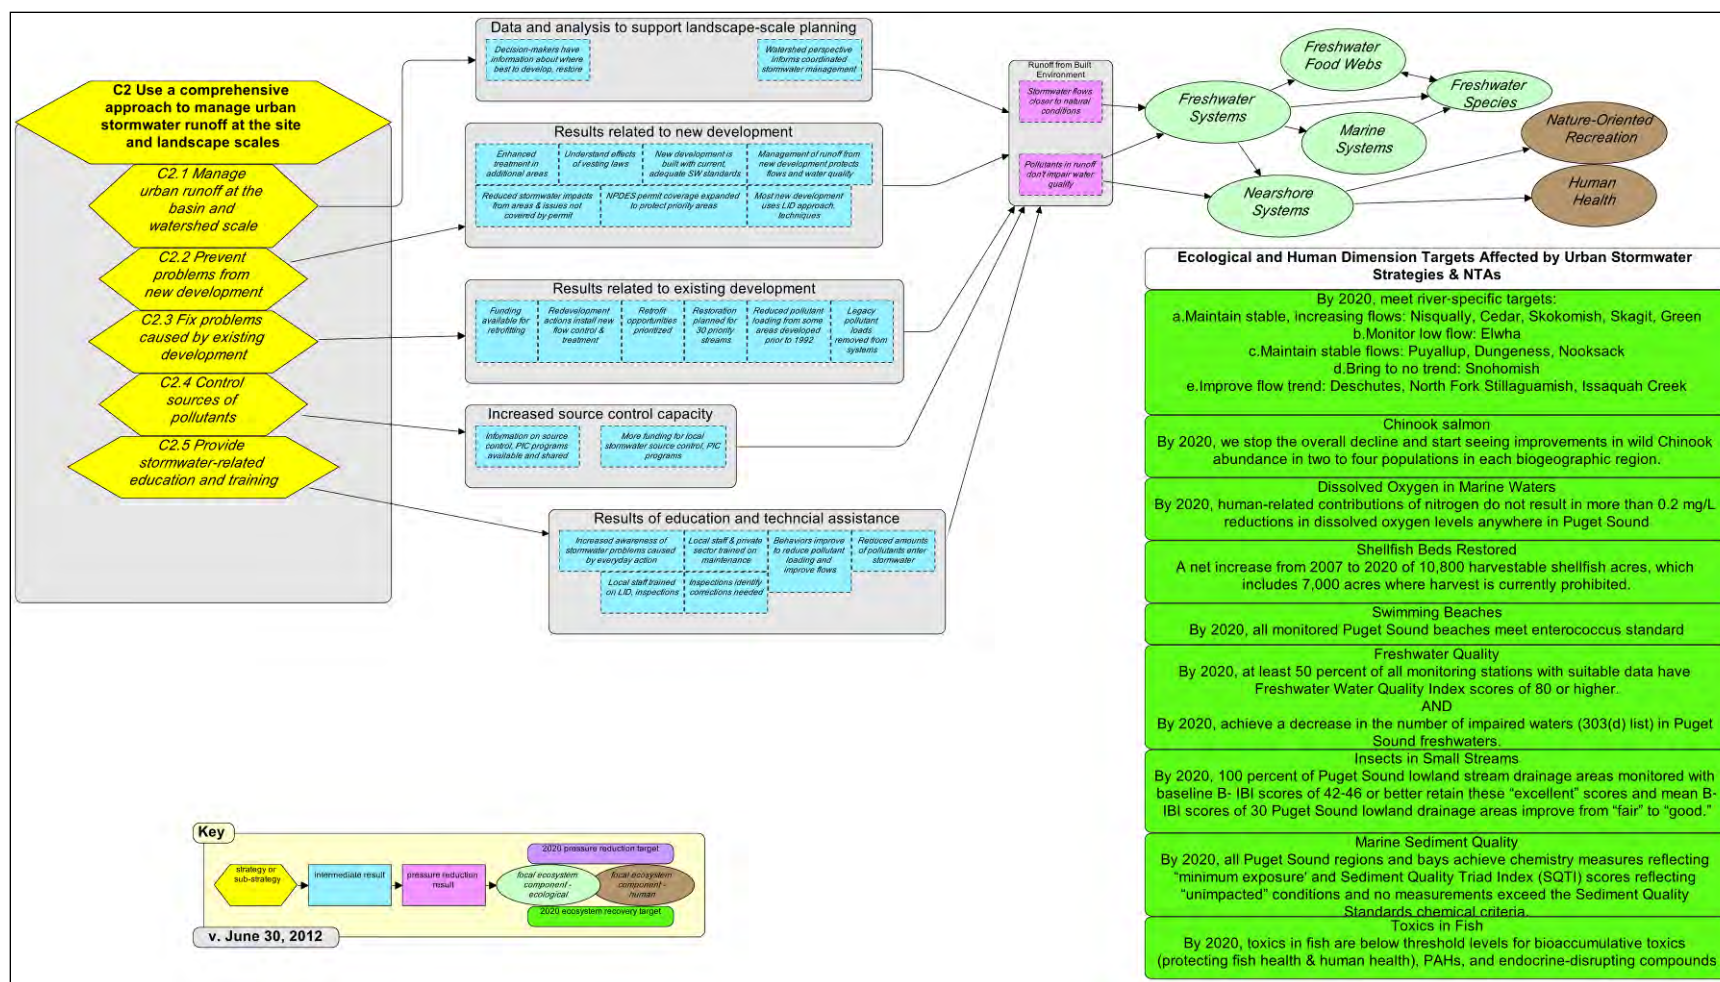 C2 Use a comprehensive
approach to manage urban
stormwater runoff at the site
and landscape scales
C2.1 Manage
urban runoff at the
basin and
watershed scale
C2.2 Prevent
problems from
new development
C2.3 Fix problems
caused by existing
development
C2.4 Control
sources of
pollutants
C2.5 Provide
stormwater-related
education and training
Data and analysis to support landscape-scale planning
Decision-makers have
information about where
best to develop, restore
Watershed perspective
informs coordinated
stormwater management
Results related to new development
Enhanced
treatment in
additional areas
Understand effects
of vesting laws
New development is
built with current,
adequate SW standards
Management of runoff from
new development protects
flows and water quality
Reduced stormwater impacts
from areas & issues not
covered by permit
NPDES permit coverage expanded
to protect priority areas
Most new development
uses LID approach,
techniques
Results related to existing development
Funding
available for
retrofitting
Redevelopment
actions install new
flow control &
treatment
Retrofit
opportunities
prioritized
Restoration
planned for
30 priority
streams
Reduced pollutant
loading from some
areas developed
prior to 1992
Legacy
pollutant
loads
removed from
systems
Increased source control capacity
Information on source
control, PIC programs
available and shared
More funding for local
stormwater source control, PIC
programs
Results of education and techncial assistance
Increased awareness of
stormwater problems caused
by everyday action
Local staff & private
sector trained on
maintenance
Behaviors improve
to reduce pollutant
loading and
improve flows
Reduced amounts
of pollutants enter
stormwater
Local staff trained
on LID, inspections
Inspections identify
corrections needed
Runoff from Built
Environment
Stormwater flows
closer to natural
conditions
Pollutants in runoff
don't impair water
quality
Freshwater
Systems
Freshwater
Food Webs
Freshwater
Species
Marine
Systems
Nearshore
Systems
Nature-Oriented
Recreation
Human
Health
Ecological and Human Dimension Targets Affected by Urban Stormwater
Strategies & NTAs
By 2020, meet river-specific targets:
a.Maintain stable, increasing flows: Nisqually, Cedar, Skokomish, Skagit, Green
b.Monitor low flow: Elwha
c.Maintain stable flows: Puyallup, Dungeness, Nooksack
d.Bring to no trend: Snohomish
e.Improve flow trend: Deschutes, North Fork Stillaguamish, Issaquah Creek
Chinook salmon
By 2020, we stop the overall decline and start seeing improvements in wild Chinook
abundance in two to four populations in each biogeographic region.
Dissolved Oxygen in Marine Waters
By 2020, human-related contributions of nitrogen do not result in more than 0.2 mg/L
reductions in dissolved oxygen levels anywhere in Puget Sound
Shellfish Beds Restored
A net increase from 2007 to 2020 of 10,800 harvestable shellfish acres, which
includes 7,000 acres where harvest is currently prohibited.
Swimming Beaches
By 2020, all monitored Puget Sound beaches meet enterococcus standard
Freshwater Quality
By 2020, at least 50 percent of all monitoring stations with suitable data have
Freshwater Water Quality Index scores of 80 or higher.
AND
By 2020, achieve a decrease in the number of impaired waters (303(d) list) in Puget
Sound freshwaters.
Insects in Small Streams
By 2020, 100 percent of Puget Sound lowland stream drainage areas monitored with
baseline B- IBI scores of 42-46 or better retain these “excellent” scores and mean B-
IBI scores of 30 Puget Sound lowland drainage areas improve from “fair” to “good.”
Marine Sediment Quality
By 2020, all Puget Sound regions and bays achieve chemistry measures reflecting
“minimum exposure’ and Sediment Quality Triad Index (SQTI) scores reflecting
“unimpacted” conditions and no measurements exceed the Sediment Quality
Standards chemical criteria.
Toxics in Fish
By 2020, toxics in fish are below threshold levels for bioaccumulative toxics
(protecting fish health & human health), PAHs, and endocrine-disrupting compounds
Key
strategy or
sub-strategy
intermediate result
pressure reduction
result
2020 pressure reduction target
focal ecosystem
component -
ecological
focal ecosystem
component -
human
2020 ecosystem recovery target
v. June 30, 2012